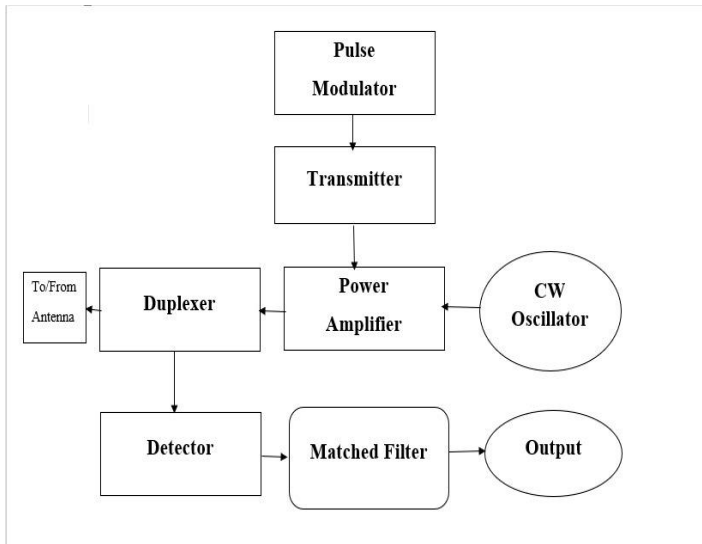 Pulse
Modulator
Transmitter
To/From
Antenna
Duplexer
Power
Amplifier
CW
Oscillator
Detector
Matched Filter
Output